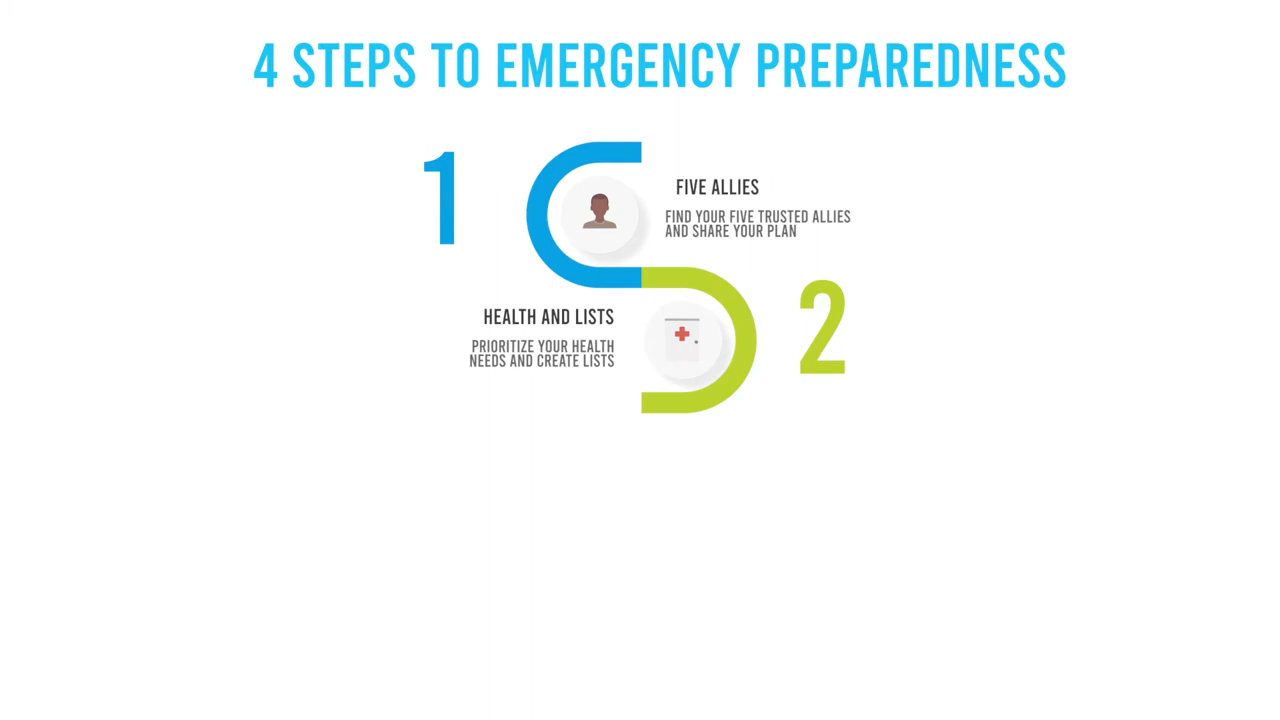 4 STEPS TO EMERGENCY PREPAREDNESS
1
FIVE ALLIES
FIND YOUR FIVE TRUSTED ALLIES
AND SHARE YOUR PLAN
2
HEALTH AND LISTS
PRIORITIZE YOUR HEALTH
NEEDS AND CREATE LISTS